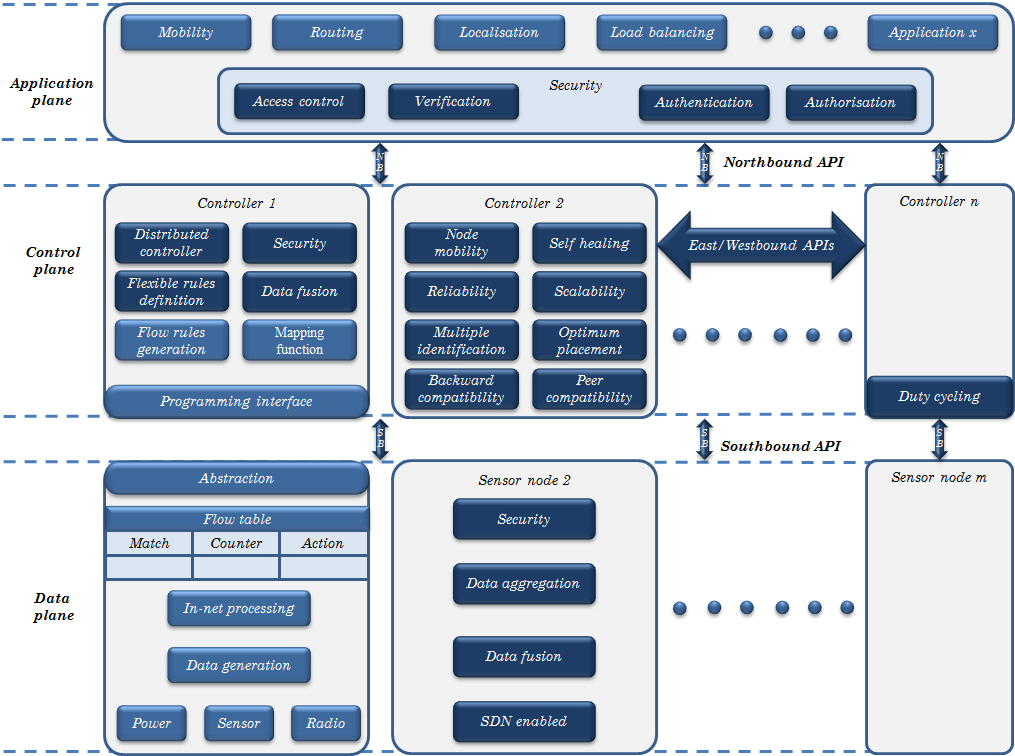 Mobility
Routing
Localisation
Load balancing
Application x
Application
plane
Security
Access control
Verification
Authentication
Authorisation
NB
NB
Northbound API
NB
Control
plane
Controller 1
Distributed
controller
Security
Flexible rules
definition
Data fusion
Flow rules
generation
Mapping
function
Programming interface
Controller 2
Node
mobility
Self healing
Reliability
Scalability
Multiple
identification
Optimum
placement
Backward
compatibility
Peer
compatibility
East/Westbound APIs
Controller n
Duty cycling
SB
SB
Southbound API
SB
Data
plane
Abstraction
Flow table
Match
Counter
Action
In-net processing
Data generation
Power
Sensor
Radio
Sensor node 2
Security
Data aggregation
Data fusion
SDN enabled
Sensor node m